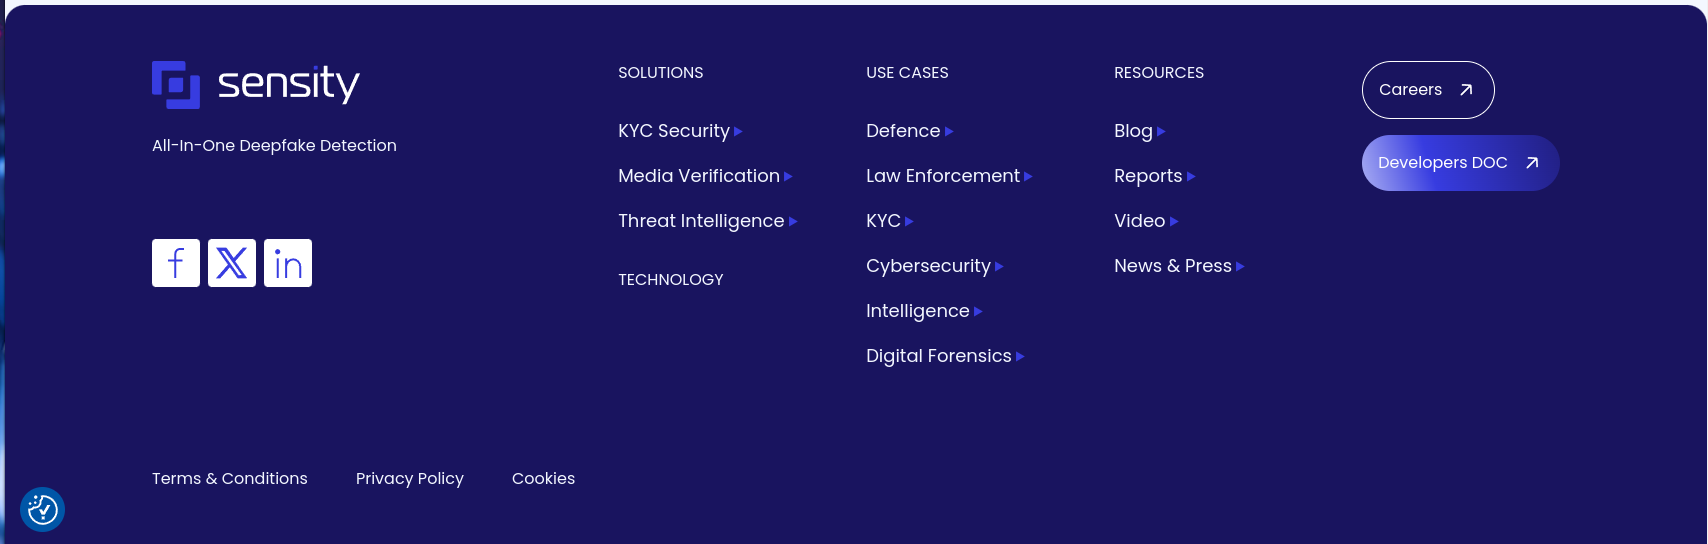 sensity
All-In-One Deepfake Detection
SOLUTIONS
KYC Security
Media Verification
Threat Intelligence
TECHNOLOGY
USE CASES
Defence
Law Enforcement
KYC
Cybersecurity
Intelligence
Digital Forensics
RESOURCES
Blog
Reports
Video
News & Press
Careers
Developers DOC
f
X
in
Terms & Conditions
Privacy Policy
Cookies